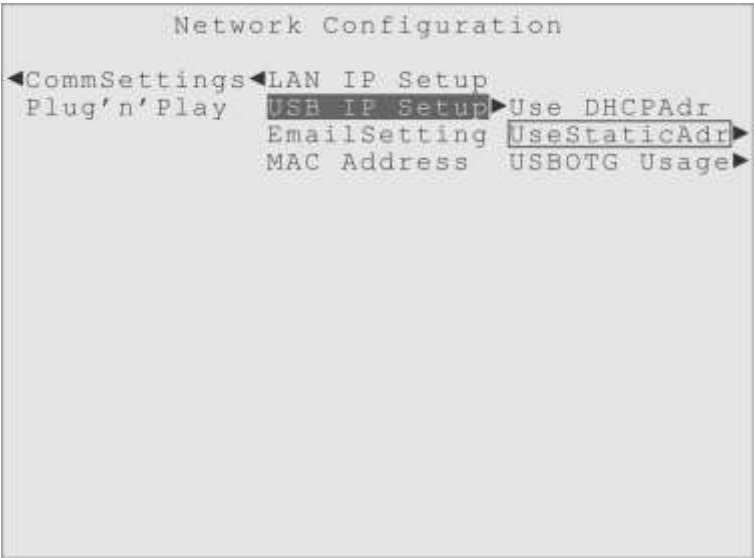 Network Configuration
◄CommSettings◄LAN IP Setup
Plug'n'Play USB IP Setup►Use DHCPAdr
EmailSetting UseStaticAdr►
MAC Address USBOTG Usage►